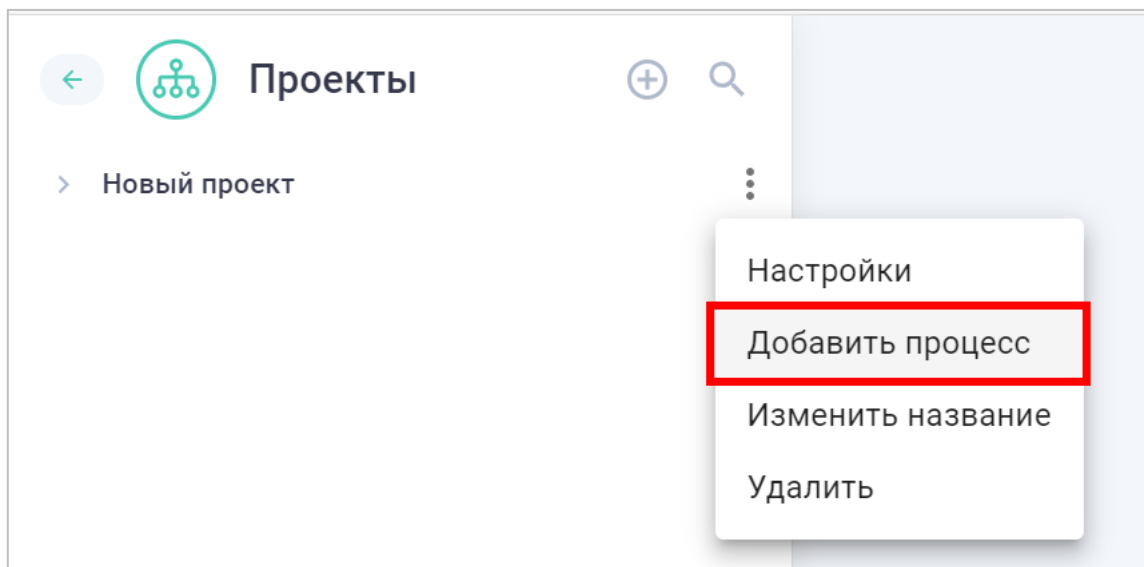 Проекты
Новый проект
Настройки
Добавить процесс
Изменить название
Удалить